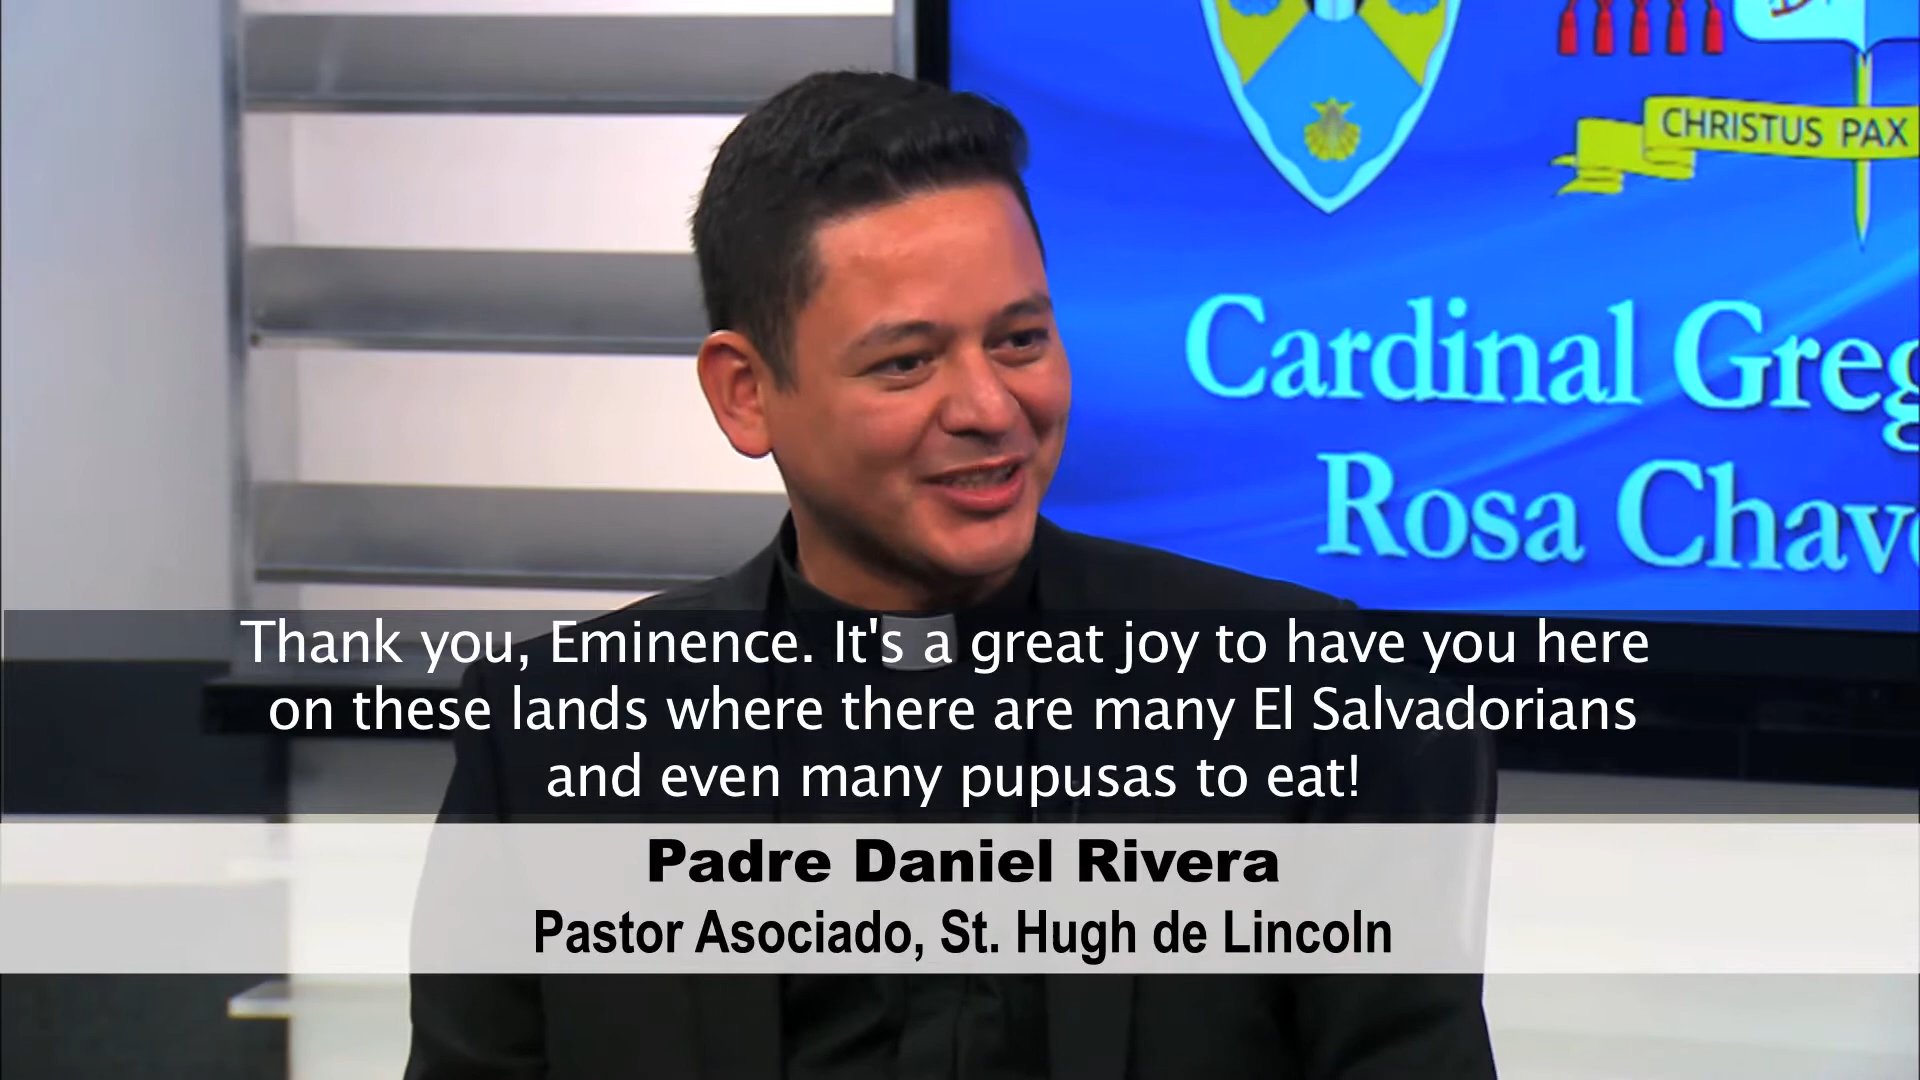 CHRISTUS PAX
Cardinal Greg
Rosa Chav
Thank you, Eminence. It's a great joy to have you here
on these lands where there are many El Salvadorians
and even many pupusas to eat!
Padre Daniel Rivera
Pastor Asociado, St. Hugh de Lincoln